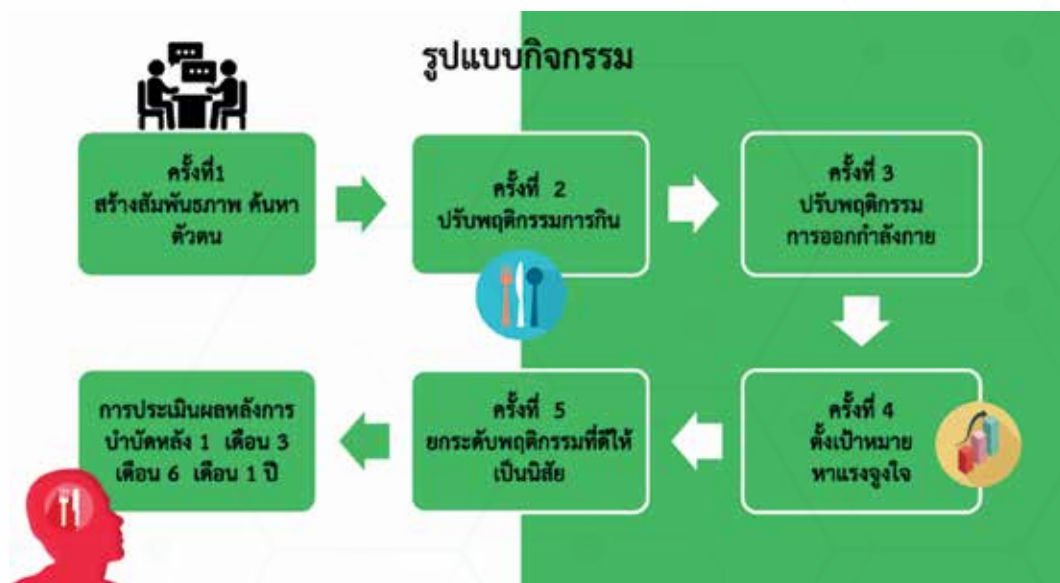 รูปแบบกิจกรรม
ครั้งที่1
สร้างสัมพันธภาพ ค้นหา
ตัวตน
ครั้งที่ 2
ปรับพฤติกรรมการกิน
ครั้งที่ 3
ปรับพฤติกรรม
การออกกำลังกาย
ครั้งที่ 4
ตั้งเป้าหมาย
หาแรงจูงใจ
ครั้งที่ 5
ยกระดับพฤติกรรมที่ดีให้
เป็นนิสัย
การประเมินผลหลังการ
บำบัดหลัง 1 เดือน 3
เดือน 6 เดือน 1 ปี